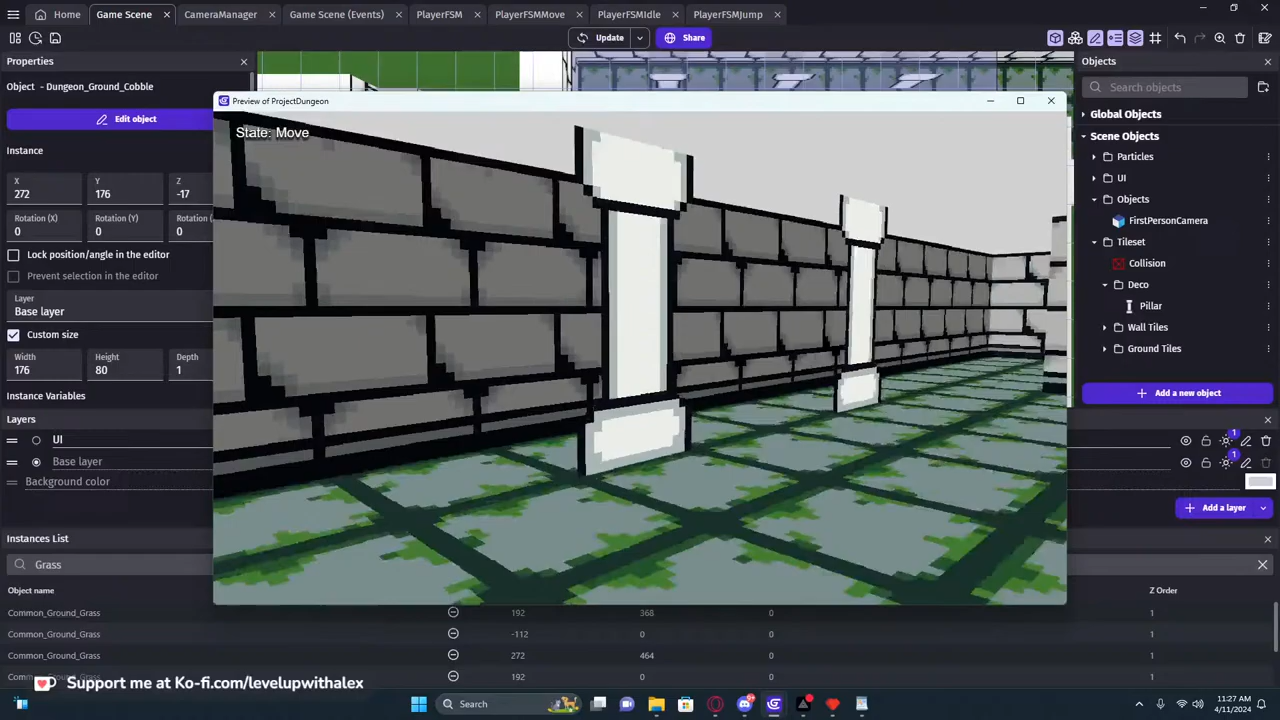 Home
Game Scene
CameraManager
Game Scene (Events)
PlayerFSM
PlayerFSMMove
PlayerFSMIdle
PlayerFSMJump
Update
Share
Properties
Object - Dungeon_Ground_Cobble
Edit object
Instance
X
272
Y
176
Z
-17
Rotation (X)
0
Rotation (Y)
0
Rotation (
0
Lock position/angle in the editor
Prevent selection in the editor
Layer
Base layer
Custom size
Width
176
Height
80
Depth
1
Instance Variables
Layers
UI
Base layer
Background color
Instances List
Grass
Object name
Common_Ground_Grass
192
368
0
1
Common_Ground_Grass
-112
0
0
1
Common_Ground_Grass
272
464
0
1
192
0
0
1
Preview of ProjectDungeon
State: Move
Objects
Search objects
Global Objects
Scene Objects
Particles
UI
Objects
FirstPersonCamera
Tileset
Collision
Deco
Pillar
Wall Tiles
Ground Tiles
Add a new object
1
1
Add a layer
Z Order
Support me at Ko-fi.com/levelupwithalex
Search
11:27 AM
4/11/2024